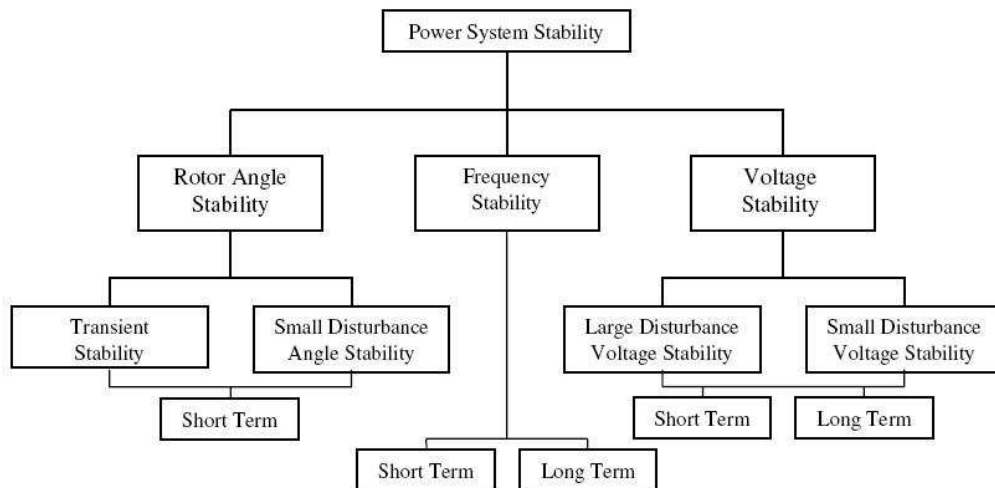 Power System Stability
Rotor Angle
Stability
Frequency
Stability
Voltage
Stability
Transient
Stability
Small Disturbance
Angle Stability
Large Disturbance
Voltage Stability
Small Disturbance
Voltage Stability
Short Term
Short Term
Long Term
Short Term
Long Term